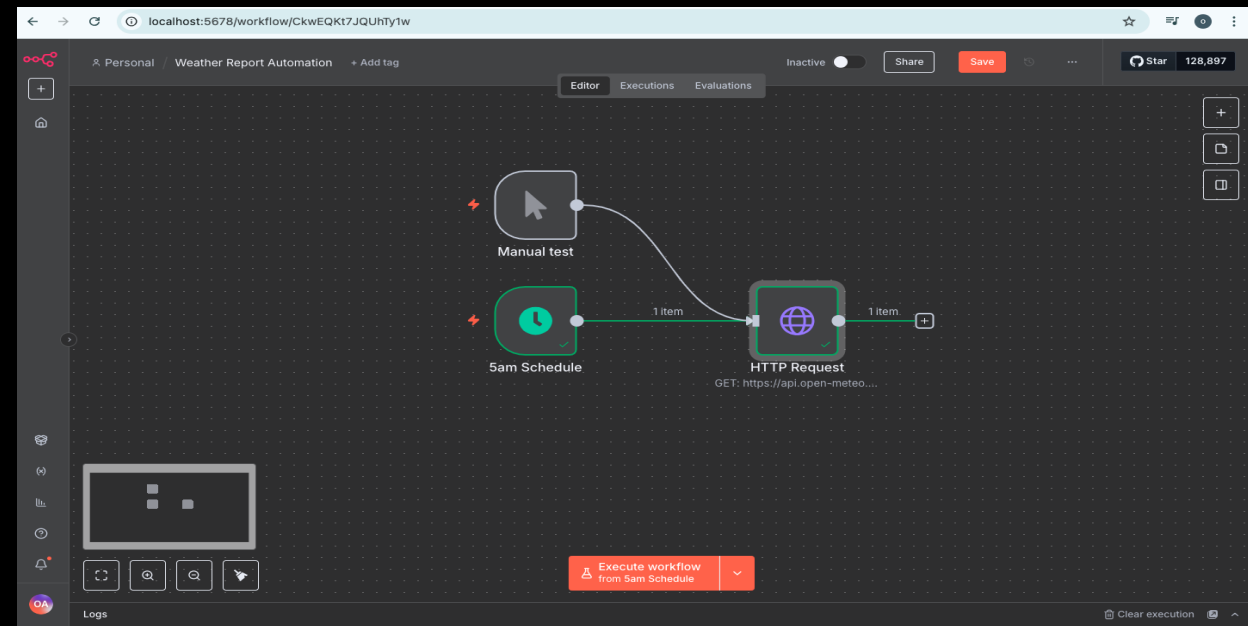 localhost:5678/workflow/CkwEQKt7JQUhTy1w
Personal / Weather Report Automation + Add tag
Inactive
Share
Save
...
Star 128,897
Editor Executions Evaluations
Manual test
1 item
1 item
5am Schedule
HTTP Request
GET: https://api.open-meteo....
Execute workflow
from 5am Schedule
OA
Logs
Clear execution